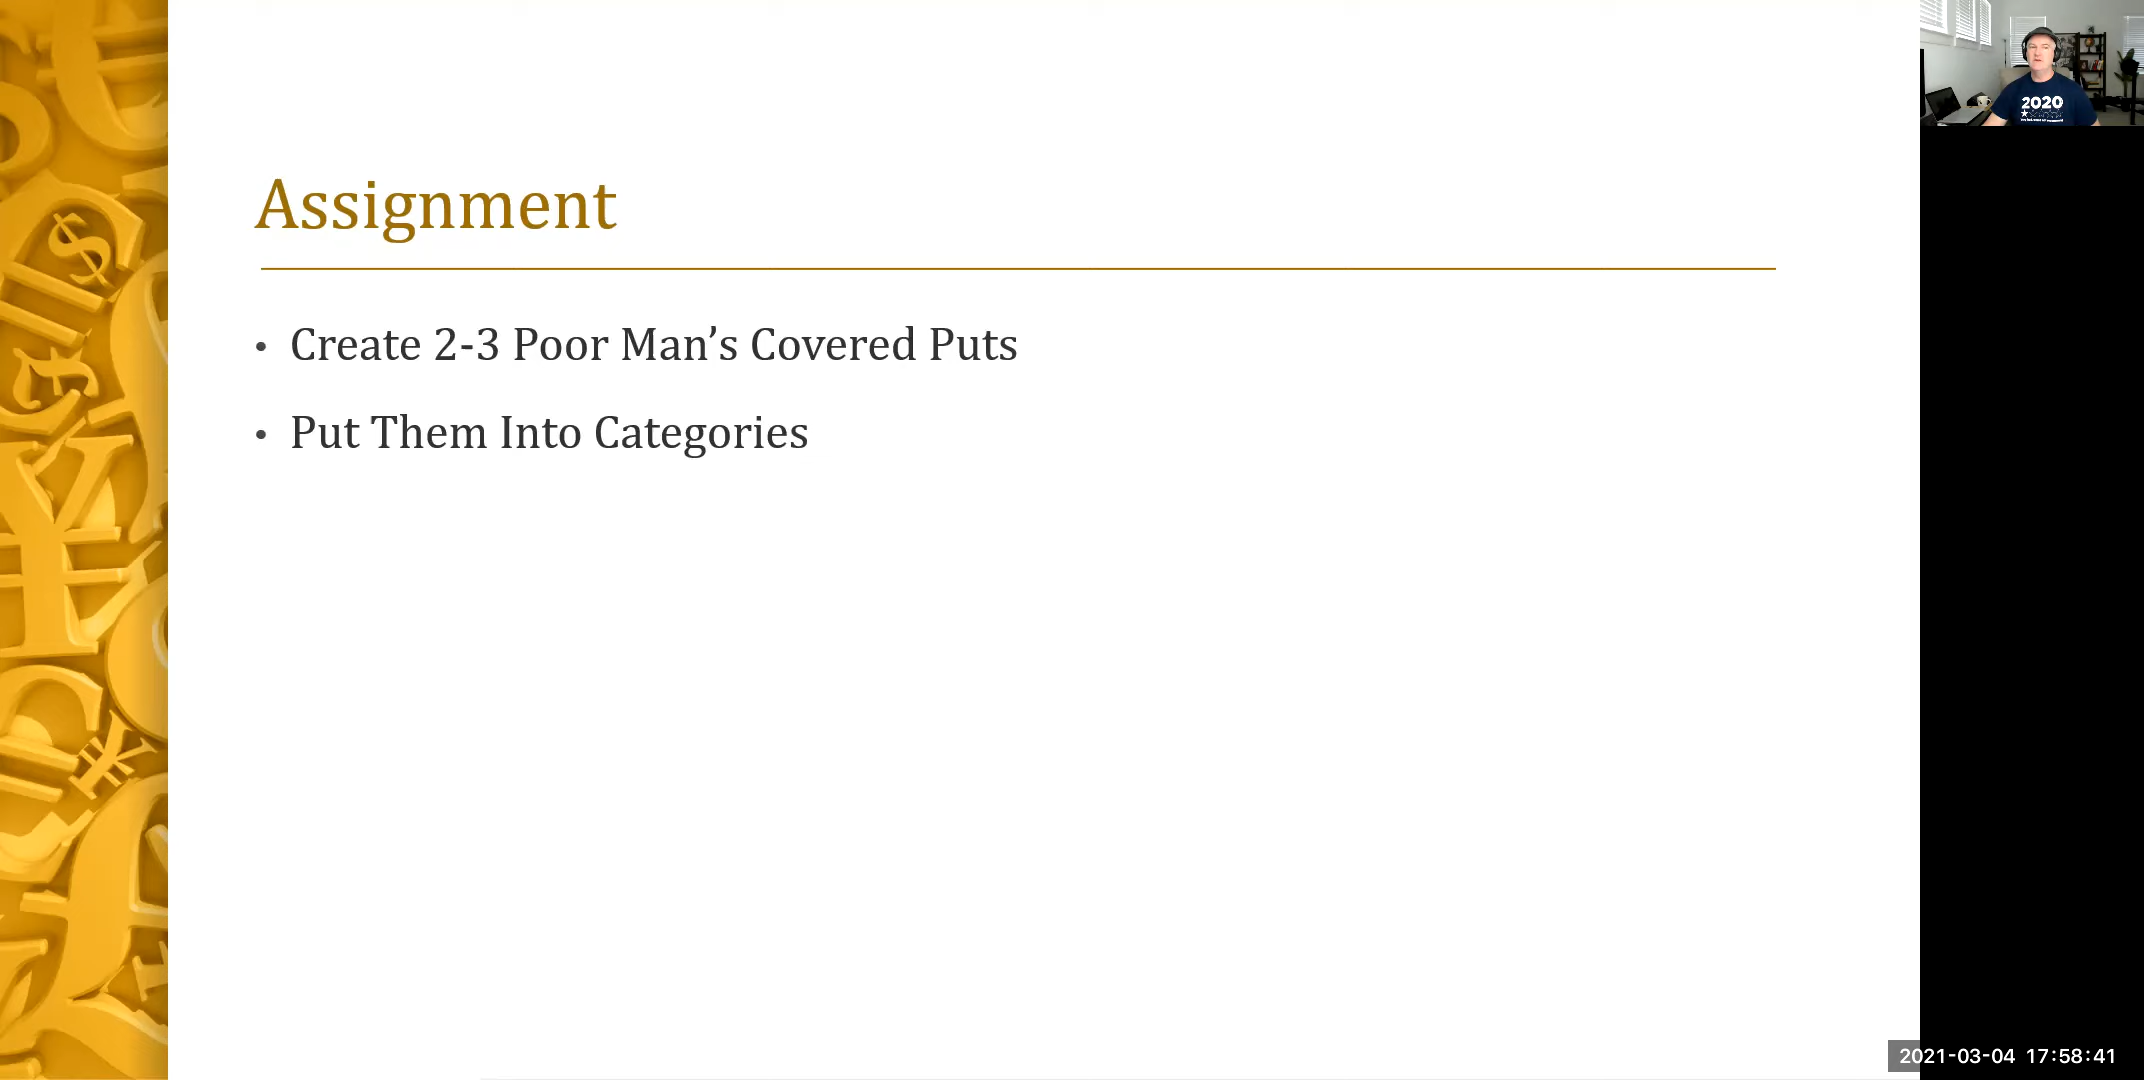 Assignment
• Create 2-3 Poor Man’s Covered Puts
• Put Them Into Categories
2020
2021-03-04 17:58:41